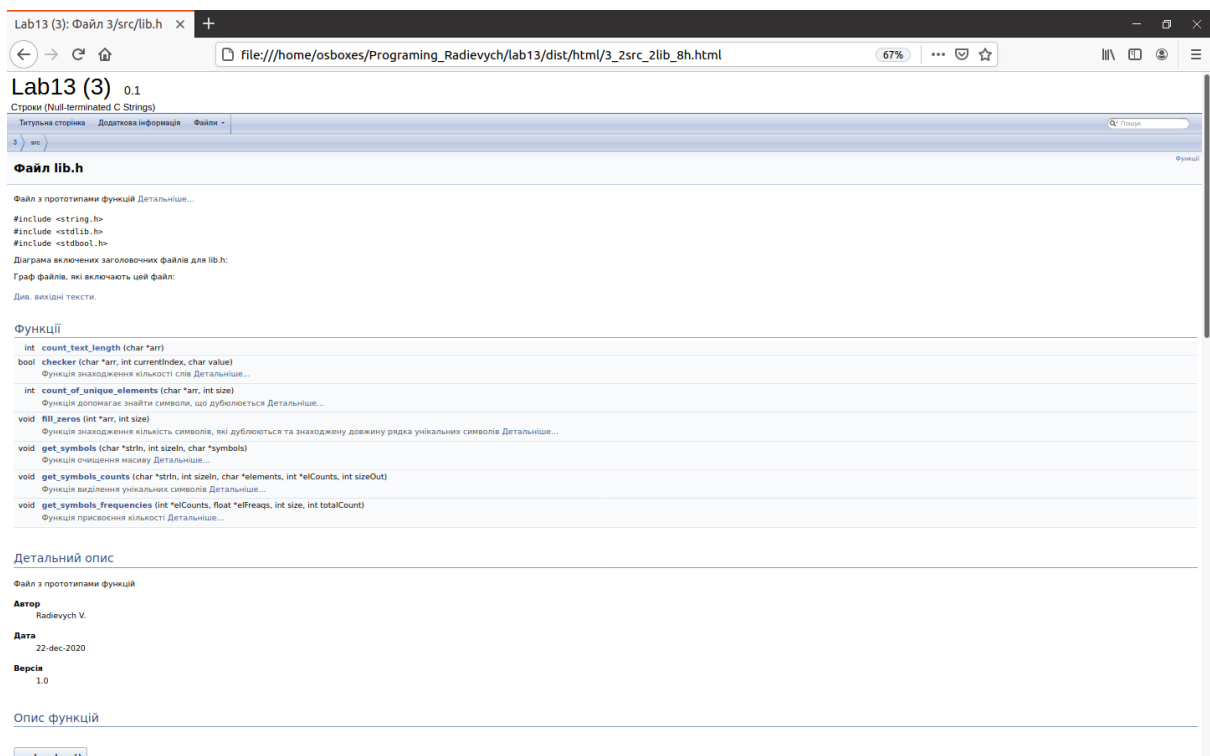 Lab13 (3): Файл 3/src/lib.h
file:///home/osboxes/Programing_Radievych/lab13/dist/html/3_2src_2lib_8h.html 67%
Lab13 (3) 0.1
Строки (Null-terminated C Strings)
Титульна сторінка Додаткова інформація Файли Пошук
3 src
Функції
Файл lib.h
Файл з прототипами функцій Детальніше...
#include <string.h>
#include <stdlib.h>
#include <stdbool.h>
Діаграма включених заголовочних файлів для lib.h:
Граф файлів, які включають цей файл:
Див. вихідні тексти.
Функції
int count_text_length (char *arr)
bool checker (char *arr, int currentIndex, char value)
Функція знаходження кількості слів Детальніше...
int count_of_unique_elements (char *arr, int size)
Функція допомагає знайти символи, що дублюються Детальніше...
void fill_zeros (int *arr, int size)
Функція знаходження кількість символів, які дублюються та знаходжену довжину рядка унікальних символів Детальніше...
void get_symbols (char *strIn, int sizeIn, char *symbols)
Функція очищення масиву Детальніше...
void get_symbols_counts (char *strIn, int sizeIn, char *elements, int *elCounts, int sizeOut)
Функція виділення унікальних символів Детальніше...
void get_symbols_frequencies (int *elCounts, float *elFreaqs, int size, int totalCount)
Функція присвоєння кількості Детальніше...
Детальний опис
Файл з прототипами функцій
Автор
Radievych V.
Дата
22-dec-2020
Версія
1.0
Опис функцій